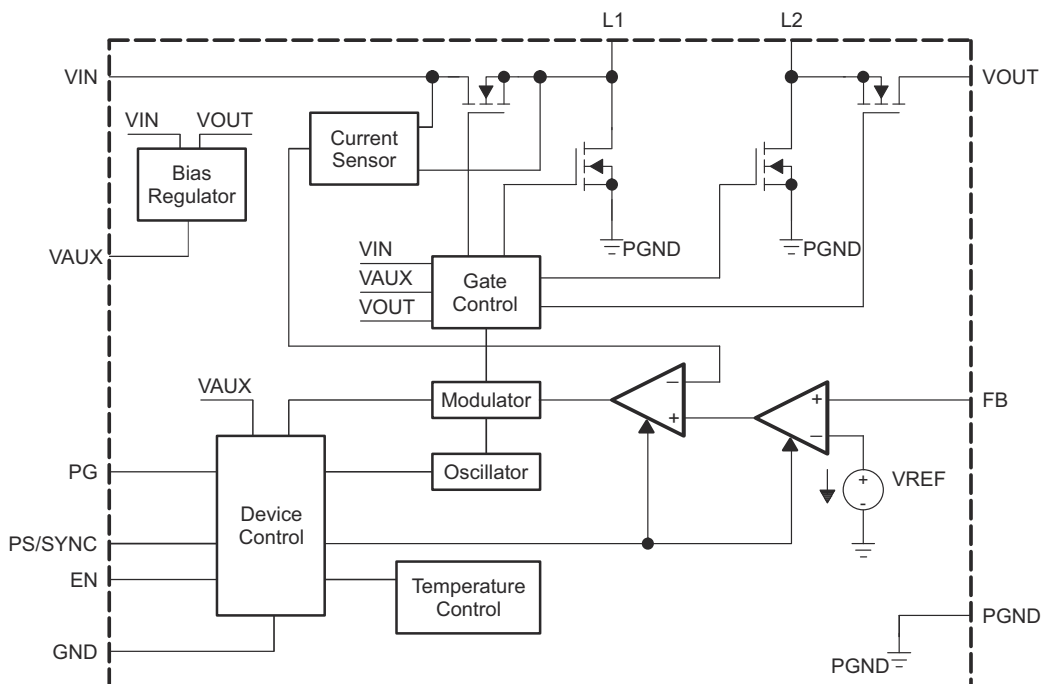 L1
L2
VIN
VOUT
VIN
VOUT
Current
Sensor
Bias
Regulator
VAUX
VIN
VAUX
VOUT
Gate
Control
PGND
PGND
VAUX
Modulator
−
+
+
−
FB
PG
Oscillator
+
-
VREF
Device
Control
PS/SYNC
EN
Temperature
Control
GND
PGND
PGND